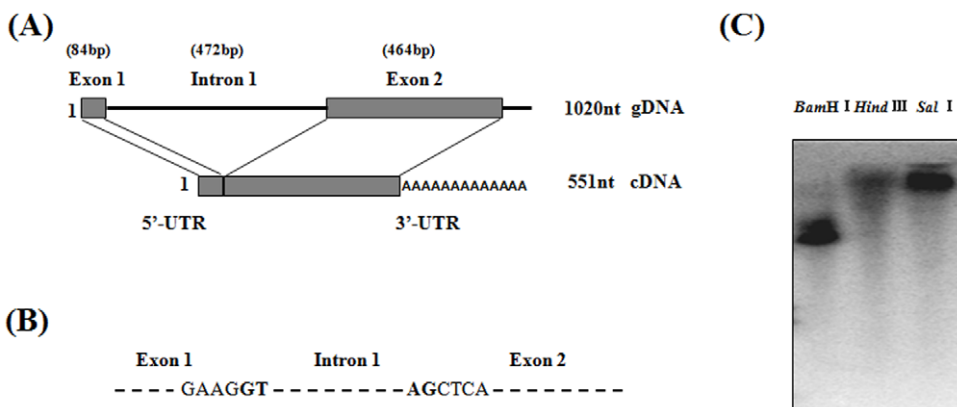 (A)
(84bp) (472bp) (464bp)
Exon 1 Intron 1 Exon 2
1 1020nt gDNA
1 AAAAAAAAAAAAA 551nt cDNA
5’-UTR 3’-UTR
(B)
Exon 1 Intron 1 Exon 2
- - - - - GAAGGT - - - - - - - - - - AGCTCA - - - - - - - - - -
(C)
BamH I Hind III Sal I